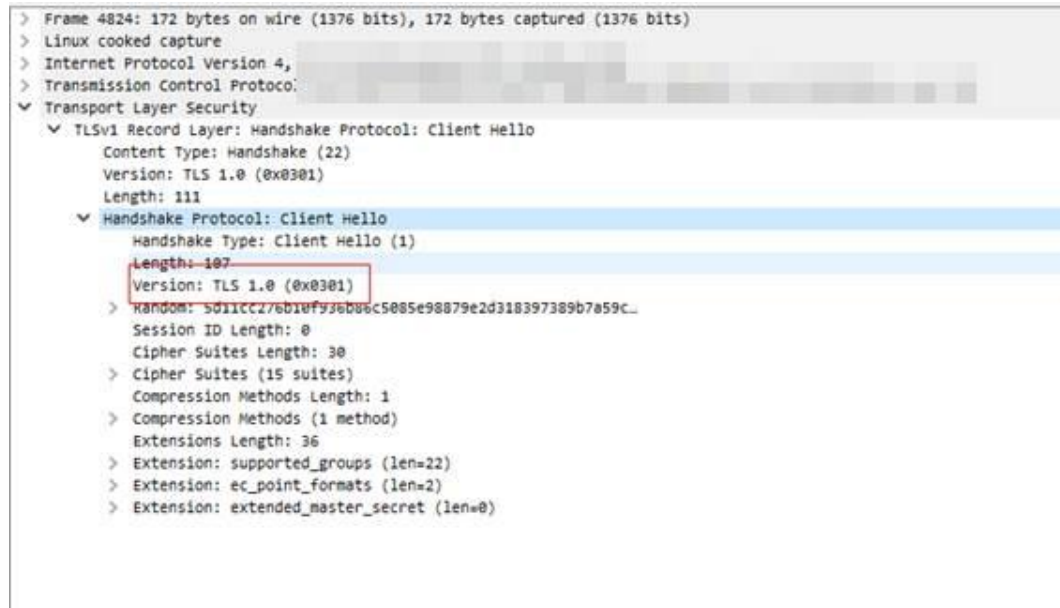 Frame 4824: 172 bytes on wire (1376 bits), 172 bytes captured (1376 bits)
Linux cooked capture
Internet Protocol Version 4,
Transmission Control Protoco
Transport Layer Security
TLSv1 Record Layer: Handshake Protocol: Client Hello
Content Type: Handshake (22)
Version: TLS 1.0 (0x0301)
Length: 111
Handshake Protocol: Client Hello
Handshake Type: Client Hello (1)
Length: 107
Version: TLS 1.0 (0x0301)
Random: 5d11cc276b10f936b86c5085e98879e2d318397389b7a59c…
Session ID Length: 0
Cipher Suites Length: 30
Cipher Suites (15 suites)
Compression Methods Length: 1
Compression Methods (1 method)
Extensions Length: 36
Extension: supported_groups (len=22)
Extension: ec_point_formats (len=2)
Extension: extended_master_secret (len=0)